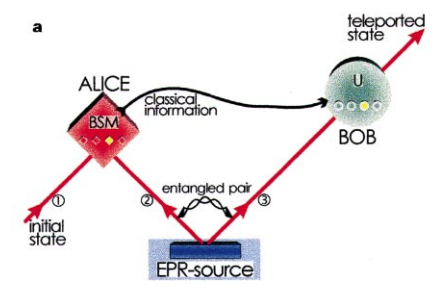 a
teleported
state
ALICE
classical
information
U
BSM
BOB
entangled pair
①
②
③
initial
state
EPR-source